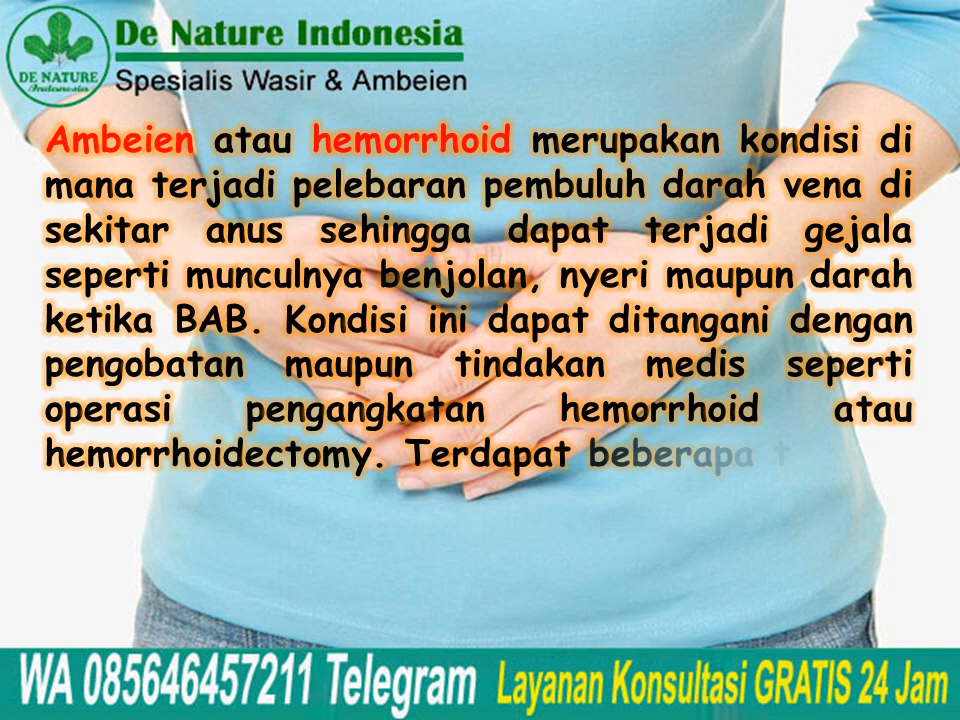 De Nature Indonesia
DE NATURE
Indonesia
Spesialis Wasir & Ambeien
Ambeien atau hemorrhoid merupakan kondisi di
mana terjadi pelebaran pembuluh darah vena di
sekitar anus sehingga dapat terjadi gejala
seperti munculnya benjolan, nyeri maupun darah
ketika BAB. Kondisi ini dapat ditangani dengan
pengobatan maupun tindakan medis seperti
operasi pengangkatan hemorrhoid atau
hemorrhoidectomy. Terdapat beberapa t
WA 085646457211 Telegram Layanan Konsultasi GRATIS 24 Jam